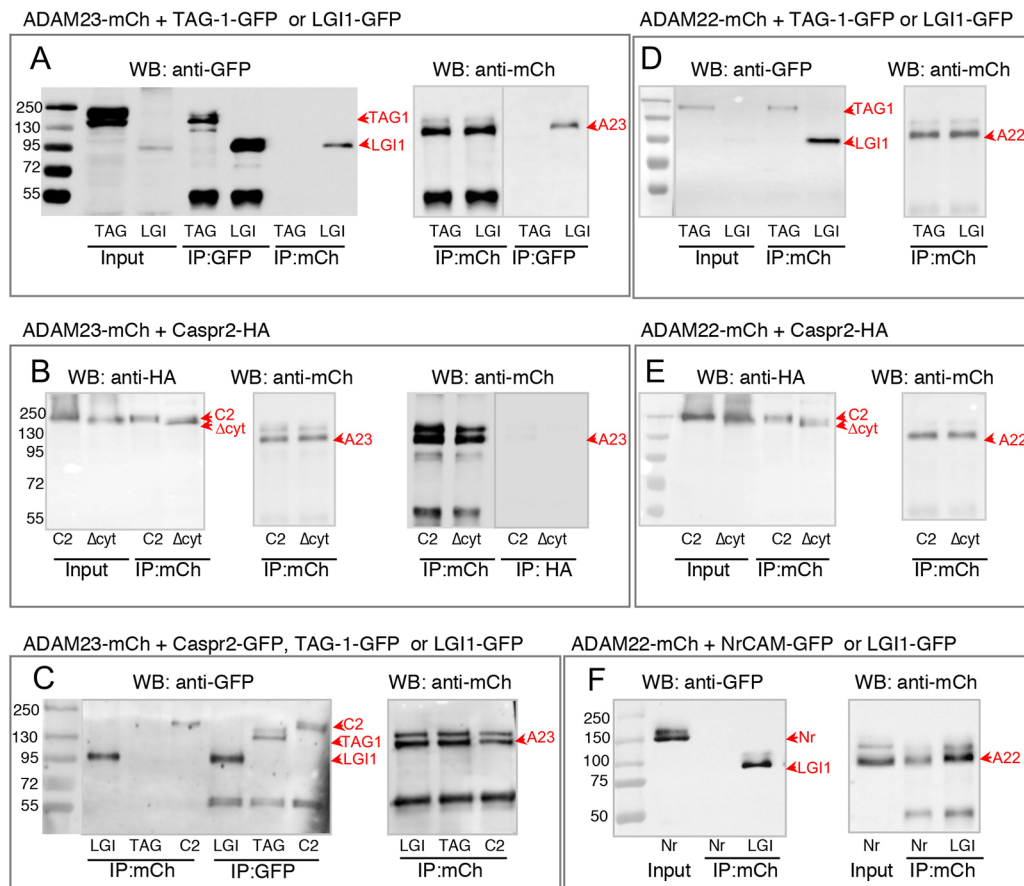 ADAM23-mCh + TAG-1-GFP or LGI1-GFP
A
WB: anti-GFP
WB: anti-mCh
250
130
95
72
55
TAG1
LGI1
A23
TAG LGI TAG LGI TAG LGI
Input IP:GFP IP:mCh
TAG LGI TAG LGI
IP:mCh IP:GFP
ADAM22-mCh + TAG-1-GFP or LGI1-GFP
D
WB: anti-GFP
WB: anti-mCh
TAG1
LGI1
A22
TAG LGI TAG LGI
Input IP:mCh
TAG LGI
IP:mCh
ADAM23-mCh + Caspr2-HA
B
WB: anti-HA
WB: anti-mCh
WB: anti-mCh
250
130
95
72
55
C2
Δcyt
A23
A23
C2 Δcyt C2 Δcyt
Input IP:mCh
C2 Δcyt
IP:mCh
C2 Δcyt C2 Δcyt
IP:mCh IP: HA
ADAM22-mCh + Caspr2-HA
E
WB: anti-HA
WB: anti-mCh
C2
Δcyt
A22
C2 Δcyt C2 Δcyt
Input IP:mCh
C2 Δcyt
IP:mCh
ADAM23-mCh + Caspr2-GFP, TAG-1-GFP or LGI1-GFP
C
WB: anti-GFP
WB: anti-mCh
250
130
95
72
55
C2
TAG1
LGI1
A23
LGI TAG C2 LGI TAG C2
IP:mCh IP:GFP
LGI TAG C2
IP:mCh
ADAM22-mCh + NrCAM-GFP or LGI1-GFP
F
WB: anti-GFP
WB: anti-mCh
250
150
100
75
50
Nr
LGI1
A22
Nr Nr LGI
Input IP:mCh
Nr Nr LGI
Input IP:mCh